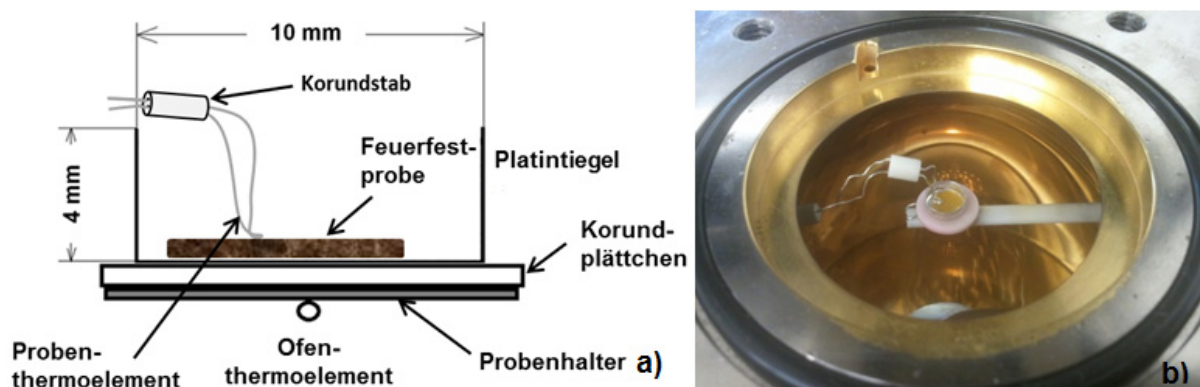 10 mm
Korundstab
Feuerfest-
probe
Platintiegel
4 mm
Korund-
plättchen
Proben-
thermoelement
Ofen-
thermoelement
Probenhalter
a)
b)